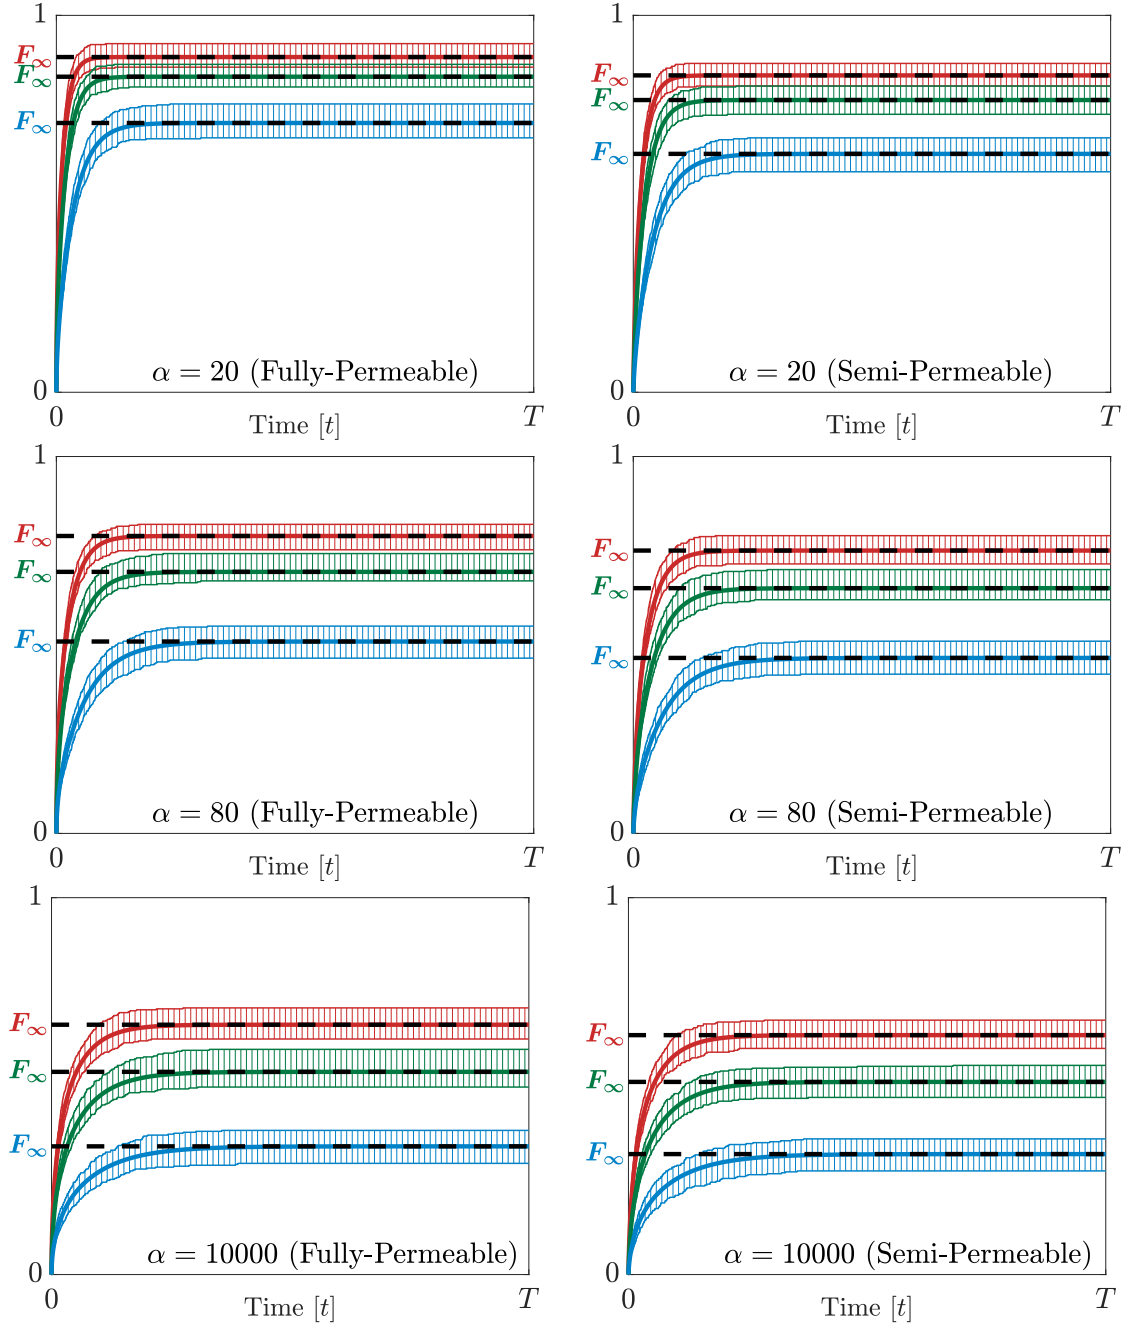 1
F∞
F∞
F∞
0
α = 20 (Fully-Permeable)
0
T
Time [t]
1
F∞
F∞
F∞
0
α = 20 (Semi-Permeable)
0
T
Time [t]
1
F∞
F∞
F∞
0
α = 80 (Fully-Permeable)
0
T
Time [t]
1
F∞
F∞
F∞
0
α = 80 (Semi-Permeable)
0
T
Time [t]
1
F∞
F∞
F∞
0
α = 10000 (Fully-Permeable)
0
T
Time [t]
1
F∞
F∞
F∞
0
α = 10000 (Semi-Permeable)
0
T
Time [t]